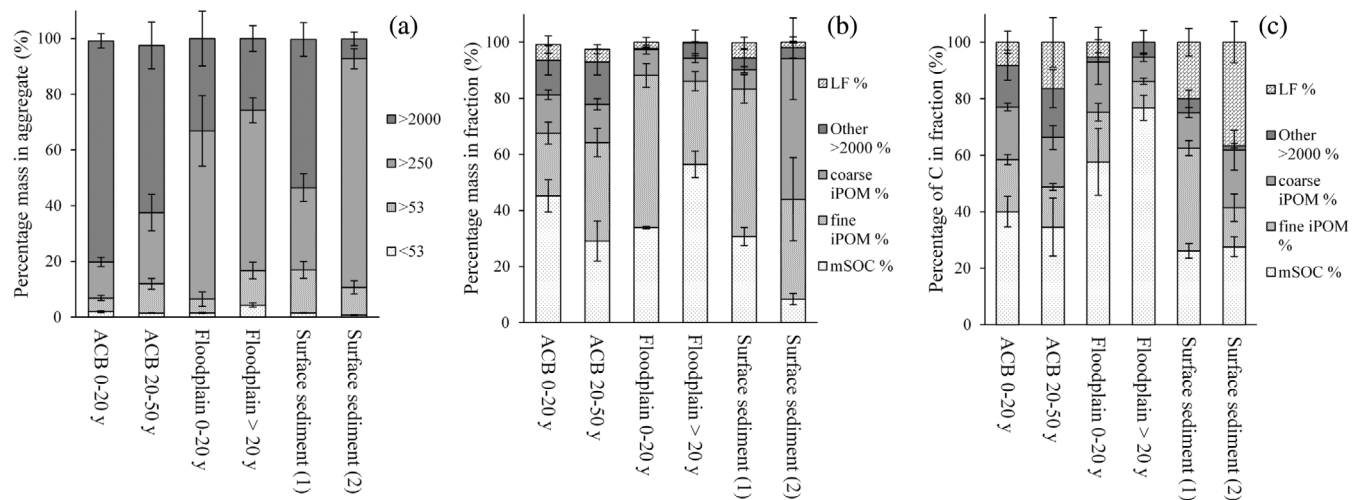 (a)
Percentage mass in aggregate (%)
100
80
60
40
20
0
ACB 0-20 y
ACB 20-50 y
Floodplain 0-20 y
Floodplain > 20 y
Surface sediment (1)
Surface sediment (2)
>2000
>250
>53
<53
(b)
Percentage mass in fraction (%)
100
80
60
40
20
0
ACB 0-20 y
ACB 20-50 y
Floodplain 0-20 y
Floodplain > 20 y
Surface sediment (1)
Surface sediment (2)
LF %
Other
>2000 %
coarse
iPOM %
fine
iPOM %
mSOC %
(c)
Percentage of C in fraction (%)
100
80
60
40
20
0
ACB 0-20 y
ACB 20-50 y
Floodplain 0-20 y
Floodplain > 20 y
Surface sediment (1)
Surface sediment (2)
LF %
Other
>2000 %
coarse
iPOM %
fine iPOM
%
mSOC %